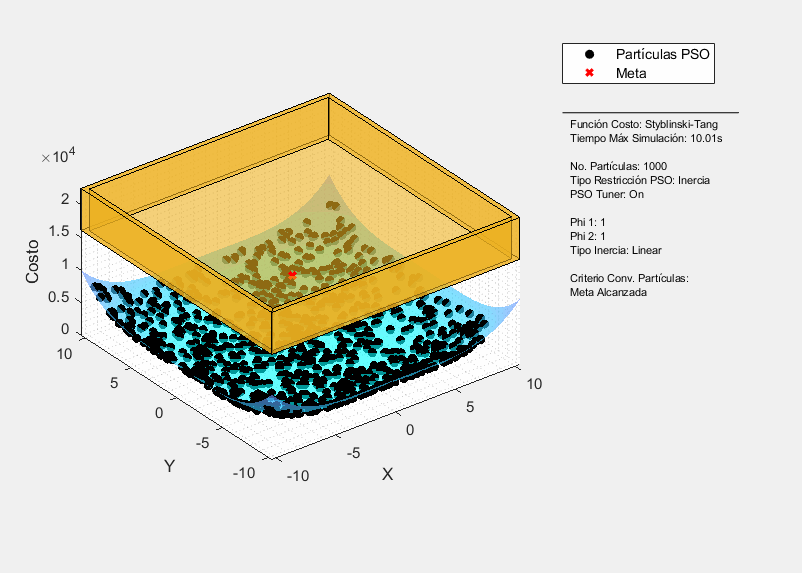 Partículas PSO
Meta
Función Costo: Styblinski-Tang
Tiempo Máx Simulación: 10.01s
No. Partículas: 1000
Tipo Restricción PSO: Inercia
PSO Tuner: On
Phi 1: 1
Phi 2: 1
Tipo Inercia: Linear
Criterio Conv. Partículas:
Meta Alcanzada
×10^4
2
1.5
1
0.5
0
Costo
10
5
0
-5
-10
Y
-10
-5
0
5
10
X